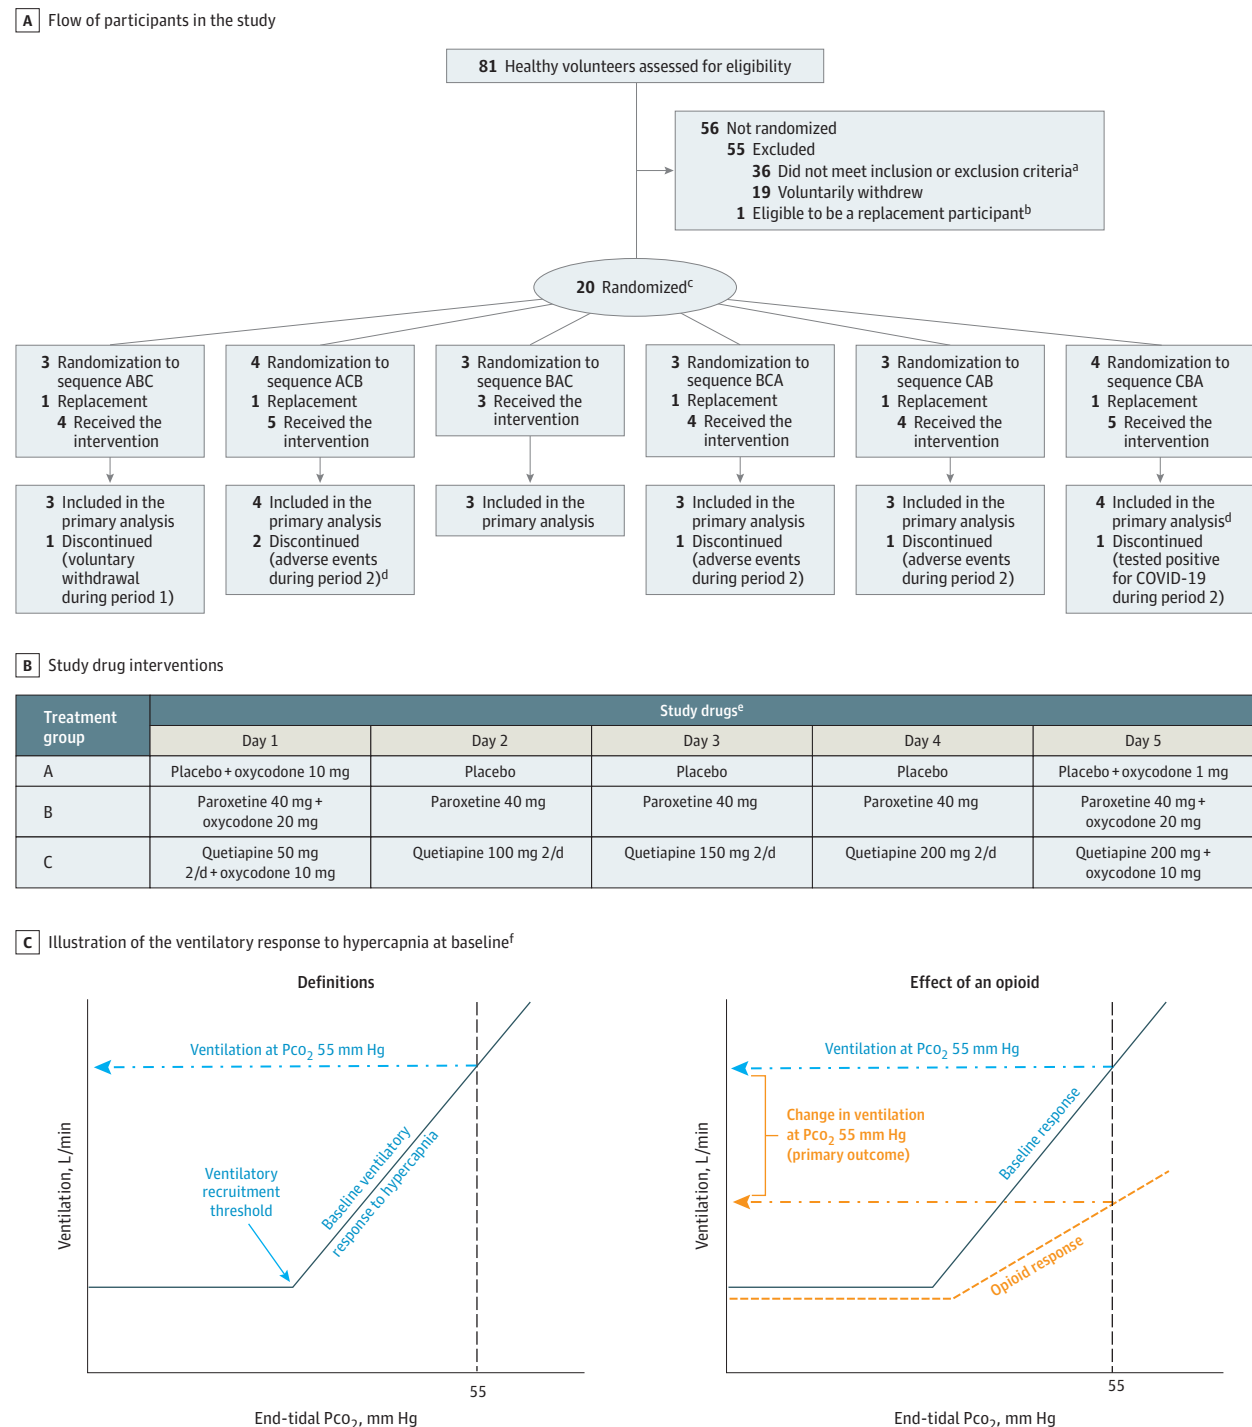 A Flow of participants in the study
81 Healthy volunteers assessed for eligibility
56 Not randomized
55 Excluded
36 Did not meet inclusion or exclusion criteriaᵃ
19 Voluntarily withdrew
1 Eligible to be a replacement participantᵇ
20 Randomizedᶜ
3 Randomization to
sequence ABC
1 Replacement
4 Received the
intervention
4 Randomization to
sequence ACB
1 Replacement
5 Received the
intervention
3 Randomization to
sequence BAC
3 Received the
intervention
3 Randomization to
sequence BCA
1 Replacement
4 Received the
intervention
3 Randomization to
sequence CAB
1 Replacement
4 Received the
intervention
4 Randomization to
sequence CBA
1 Replacement
5 Received the
intervention
3 Included in the
primary analysis
1 Discontinued
(voluntary
withdrawal
during period 1)
4 Included in the
primary analysis
2 Discontinued
(adverse events
during period 2)ᵈ
3 Included in the
primary analysis
3 Included in the
primary analysis
1 Discontinued
(adverse events
during period 2)
3 Included in the
primary analysis
1 Discontinued
(adverse events
during period 2)
4 Included in the
primary analysisᵈ
1 Discontinued
(tested positive
for COVID-19
during period 2)
B Study drug interventions
Treatment
group
Study drugsᵉ
Day 1 Day 2 Day 3 Day 4 Day 5
A Placebo + oxycodone 10 mg Placebo Placebo Placebo Placebo + oxycodone 1 mg
B
Paroxetine 40 mg +
oxycodone 20 mg
Paroxetine 40 mg
Paroxetine 40 mg
Paroxetine 40 mg
Paroxetine 40 mg +
oxycodone 20 mg
C
Quetiapine 50 mg
2/d + oxycodone 10 mg
Quetiapine 100 mg 2/d
Quetiapine 150 mg 2/d
Quetiapine 200 mg 2/d
Quetiapine 200 mg +
oxycodone 10 mg
C Illustration of the ventilatory response to hypercapnia at baselineᶠ
Definitions
Ventilation, L/min
Ventilation at PCO₂ 55 mm Hg
Ventilatory
recruitment
threshold
Baseline ventilatory
response to hypercapnia
55
End-tidal PCO₂, mm Hg
Effect of an opioid
Ventilation, L/min
Ventilation at PCO₂ 55 mm Hg
Change in ventilation
at PCO₂ 55 mm Hg
(primary outcome)
Baseline response
Opioid response
55
End-tidal PCO₂, mm Hg